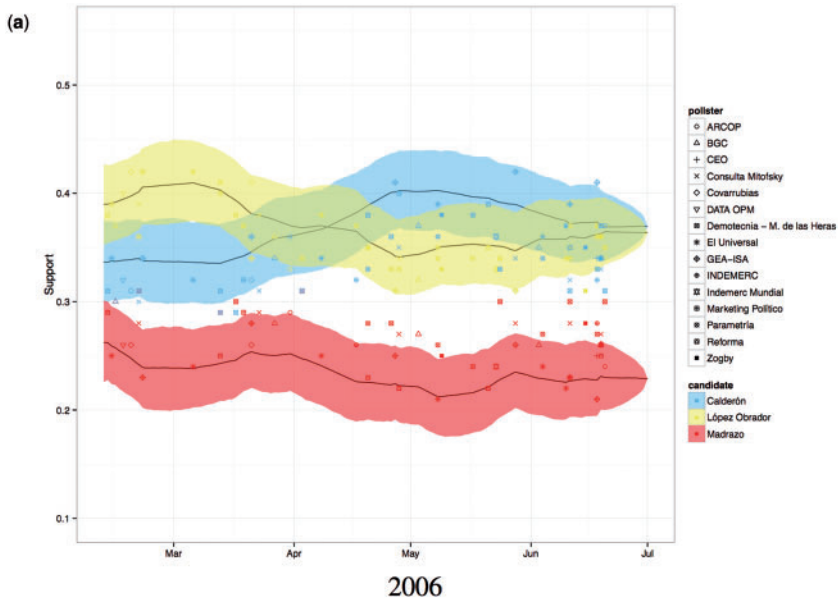 (a)
0.5
0.4
0.3
0.2
0.1
Support
Mar
Apr
May
Jun
Jul
2006
pollster
ARCOP
BGC
CEO
Consulta Mitofsky
Covarrubias
DATA OPM
Demotecnia – M. de las Heras
El Universal
GEA–ISA
INDEMERC
Indemerc Mundial
Marketing Político
Parametría
Reforma
Zogby
candidate
Calderón
López Obrador
Madrazo